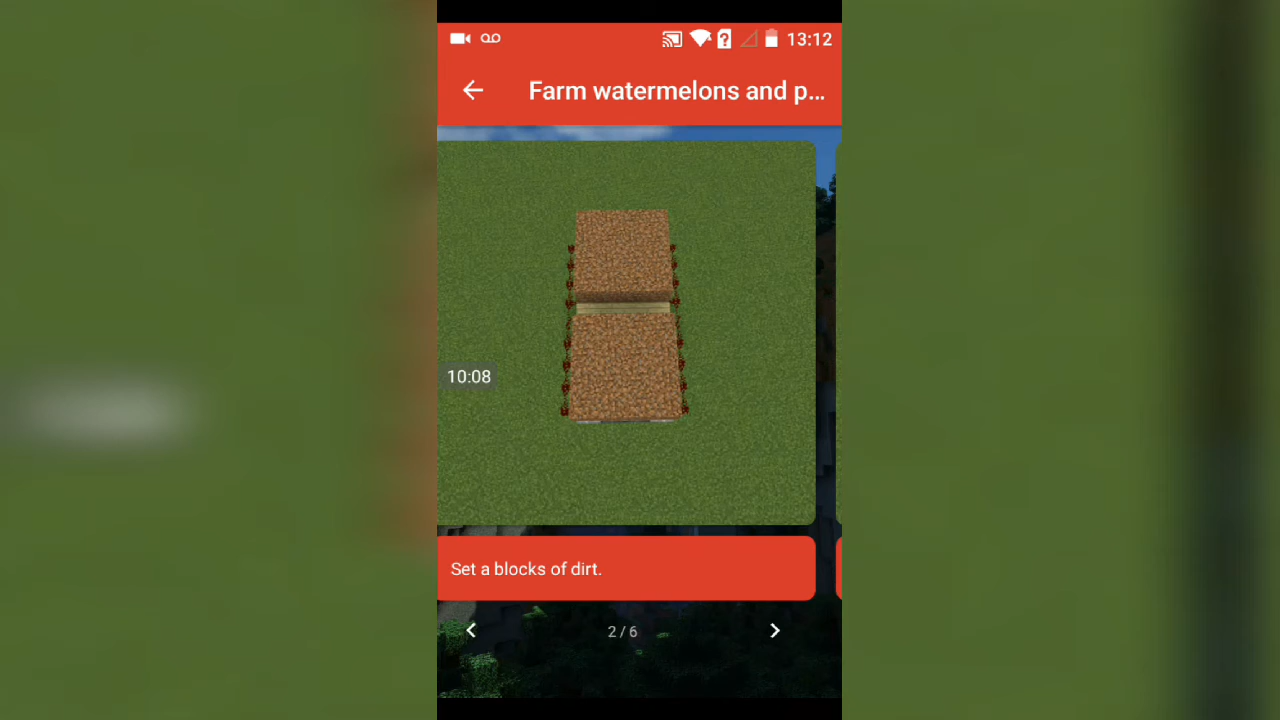 13:12
Farm watermelons and p...
10:08
Set a blocks of dirt.
2 / 6